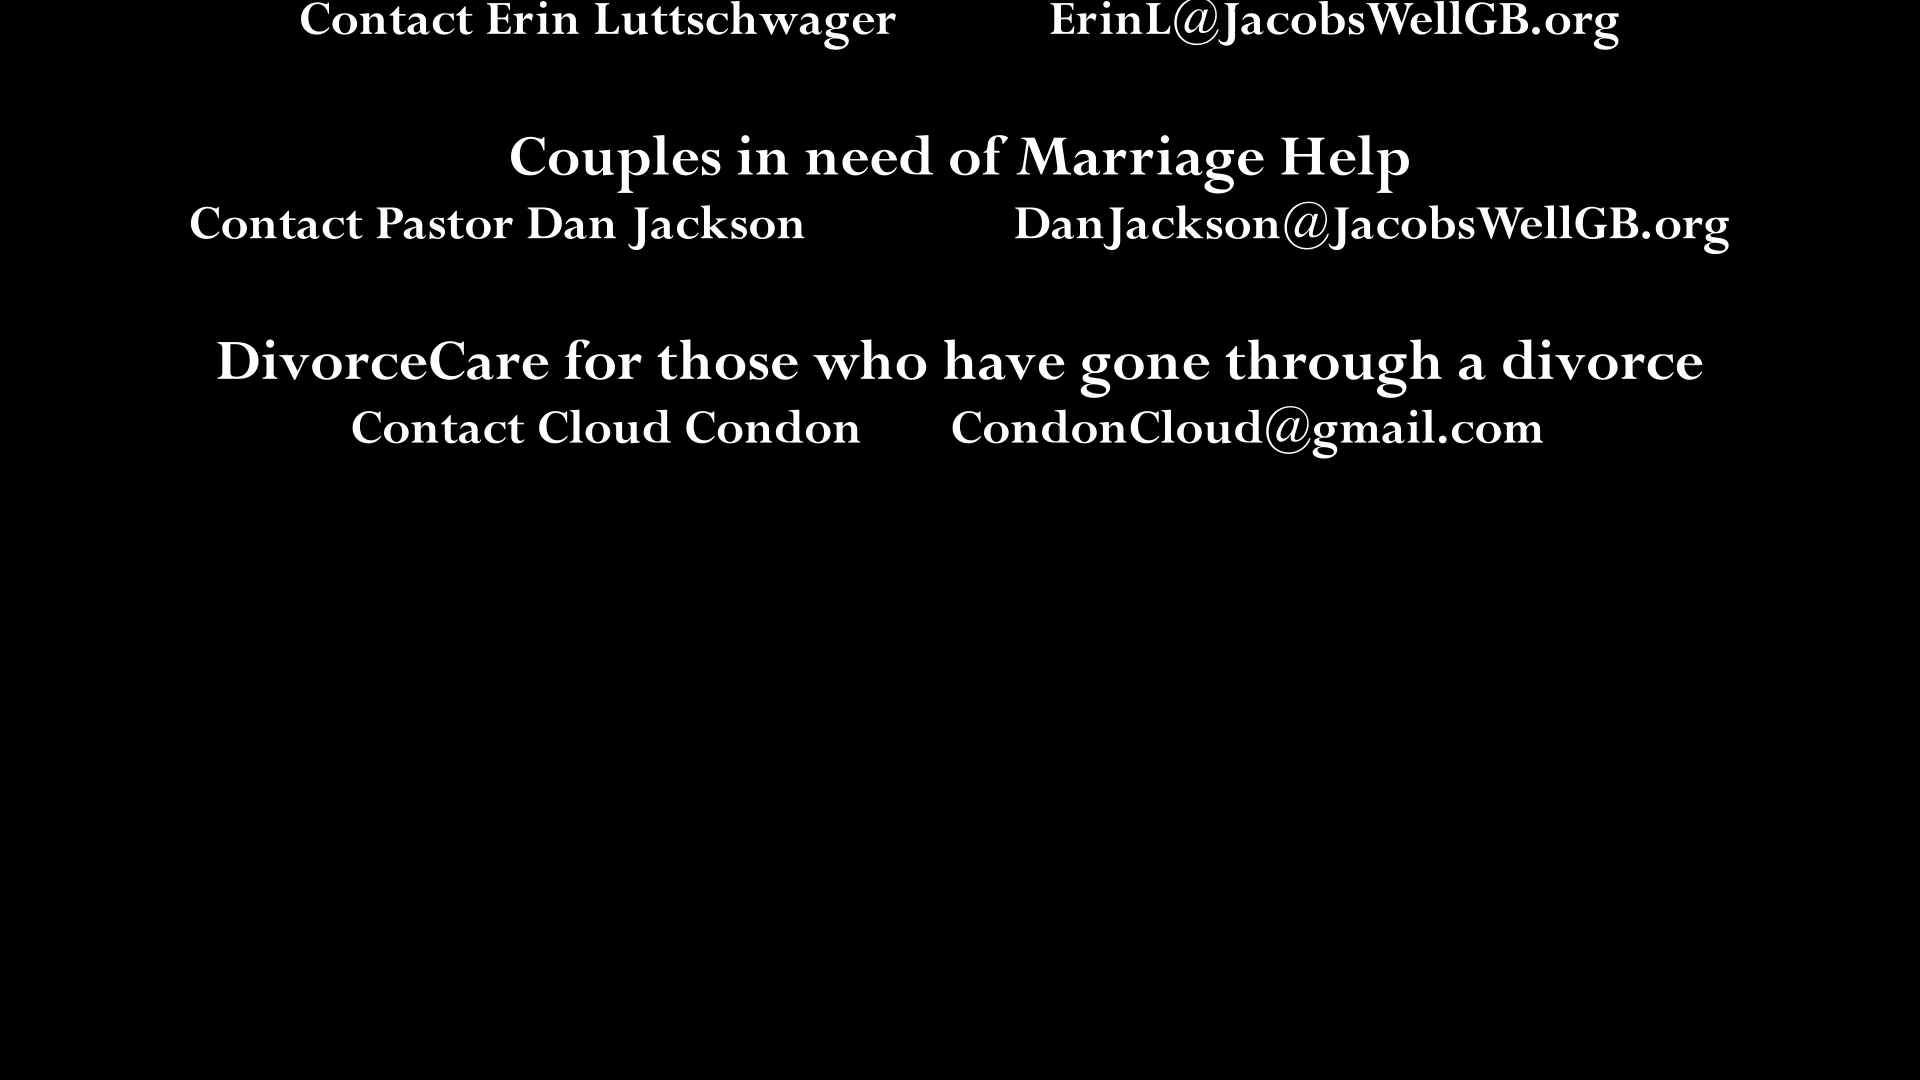 Contact Erin Luttschwager ErinL@JacobsWellGB.org
Couples in need of Marriage Help
Contact Pastor Dan Jackson DanJackson@JacobsWellGB.org
DivorceCare for those who have gone through a divorce
Contact Cloud Condon CondonCloud@gmail.com